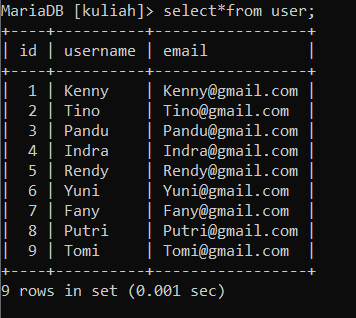 MariaDB [kuliah]> select*from user;
+----+----------+-----------------+
| id | username | email           |
+----+----------+-----------------+
|  1 | Kenny    | Kenny@gmail.com |
|  2 | Tino     | Tino@gmail.com  |
|  3 | Pandu    | Pandu@gmail.com |
|  4 | Indra    | Indra@gmail.com |
|  5 | Rendy    | Rendy@gmail.com |
|  6 | Yuni     | Yuni@gmail.com  |
|  7 | Fany     | Fany@gmail.com  |
|  8 | Putri    | Putri@gmail.com |
|  9 | Tomi     | Tomi@gmail.com  |
+----+----------+-----------------+
9 rows in set (0.001 sec)